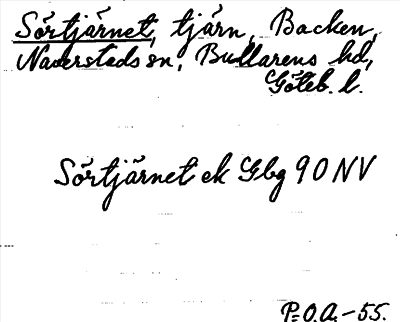 Sörtjärnet, tjärn, Backen,
Naverstads sn, Bullarens hd,
Göteb. l.
Sörtjärnet ek Gbg 90 NV
P.O.A. -55.